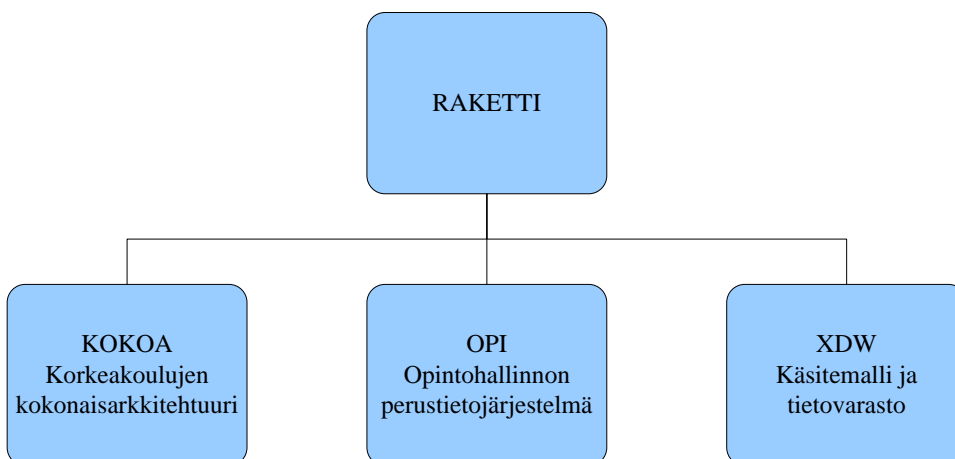 RAKETTI
KOKOA
Korkeakoulujen
kokonaisarkkitehtuuri
OPI
Opintohallinnon
perustietojärjestelmä
XDW
Käsitemalli ja
tietovarasto